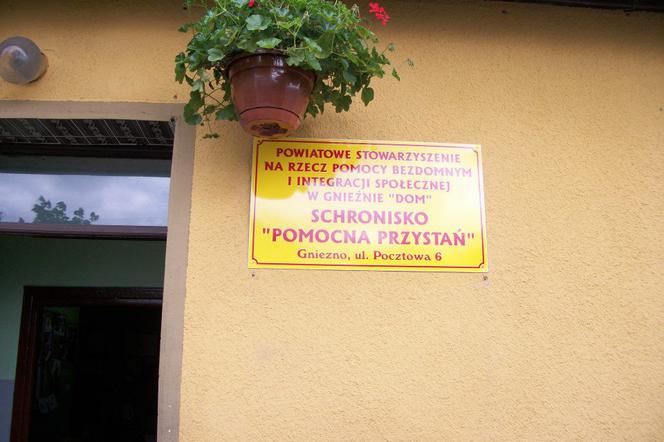 POWIATOWE STOWARZYSZENIE
NA RZECZ POMOCY BEZDOMNYM
I INTEGRACJI SPOŁECZNEJ
W GNIEŹNIE "DOM"
SCHRONISKO
"POMOCNA PRZYSTAŃ"
Gniezno, ul. Pocztowa 6